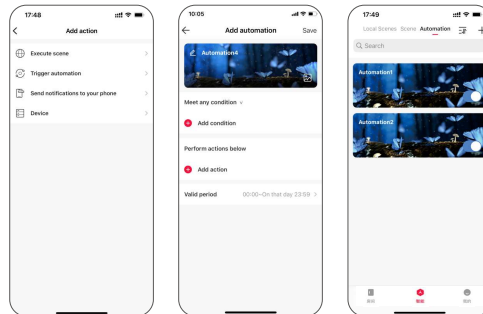 17:48
Add action
Execute scene
Trigger automation
Send notifications to your phone
Device
10:05
Add automation Save
Automation4
Meet any condition
Add condition
Perform actions below
Add action
Valid period 00:00~On that day 23:59
17:49
Local Scenes Scene Automation
Search
Automation1
Automation2